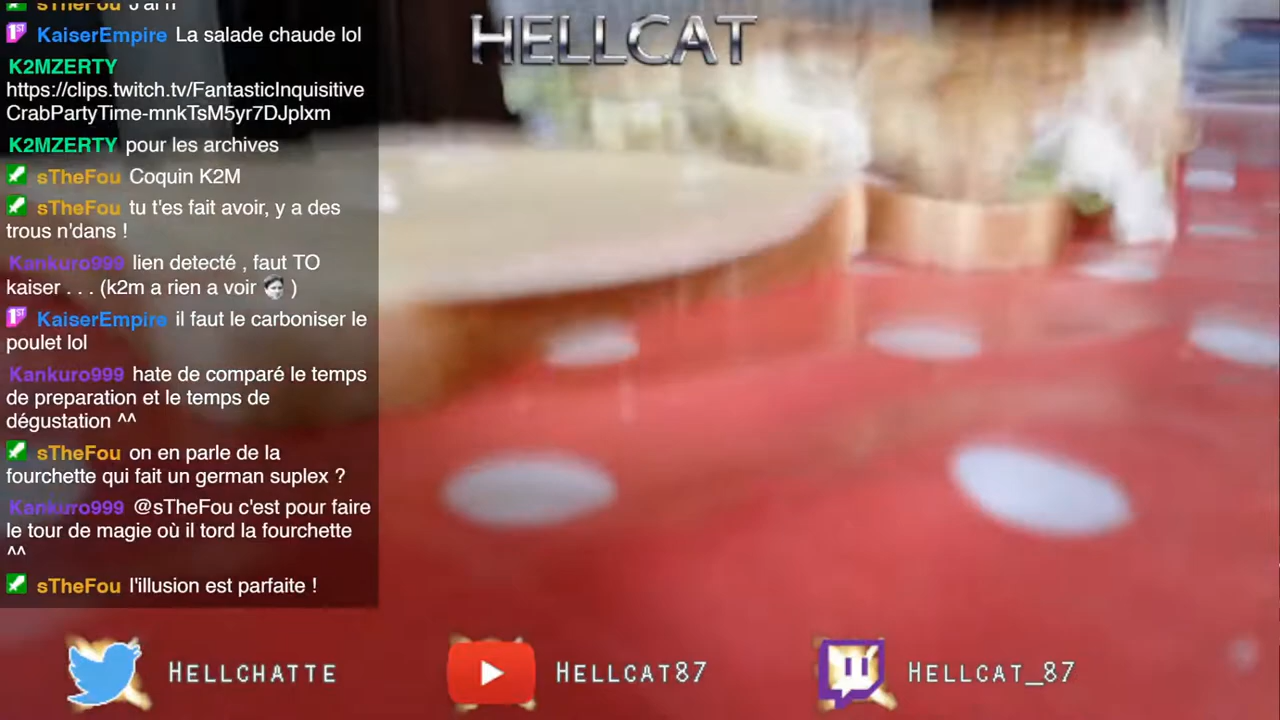 HELLCAT
sTheFou J'ai
KaiserEmpire La salade chaude lol
K2MZERTY
https://clips.twitch.tv/FantasticInquisitive
CrabPartyTime-mnkTsM5yr7DJplxm
K2MZERTY pour les archives
sTheFou Coquin K2M
sTheFou tu t'es fait avoir, y a des
trous n'dans !
Kankuro999 lien detecté , faut TO
kaiser . . . (k2m a rien a voir )
KaiserEmpire il faut le carboniser le
poulet lol
Kankuro999 hate de comparé le temps
de preparation et le temps de
dégustation ^^
sTheFou on en parle de la
fourchette qui fait un german suplex ?
Kankuro999 @sTheFou c'est pour faire
le tour de magie où il tord la fourchette
^^
sTheFou l'illusion est parfaite !
HELLCHATTE
HELLCAT87
HELLCAT_87